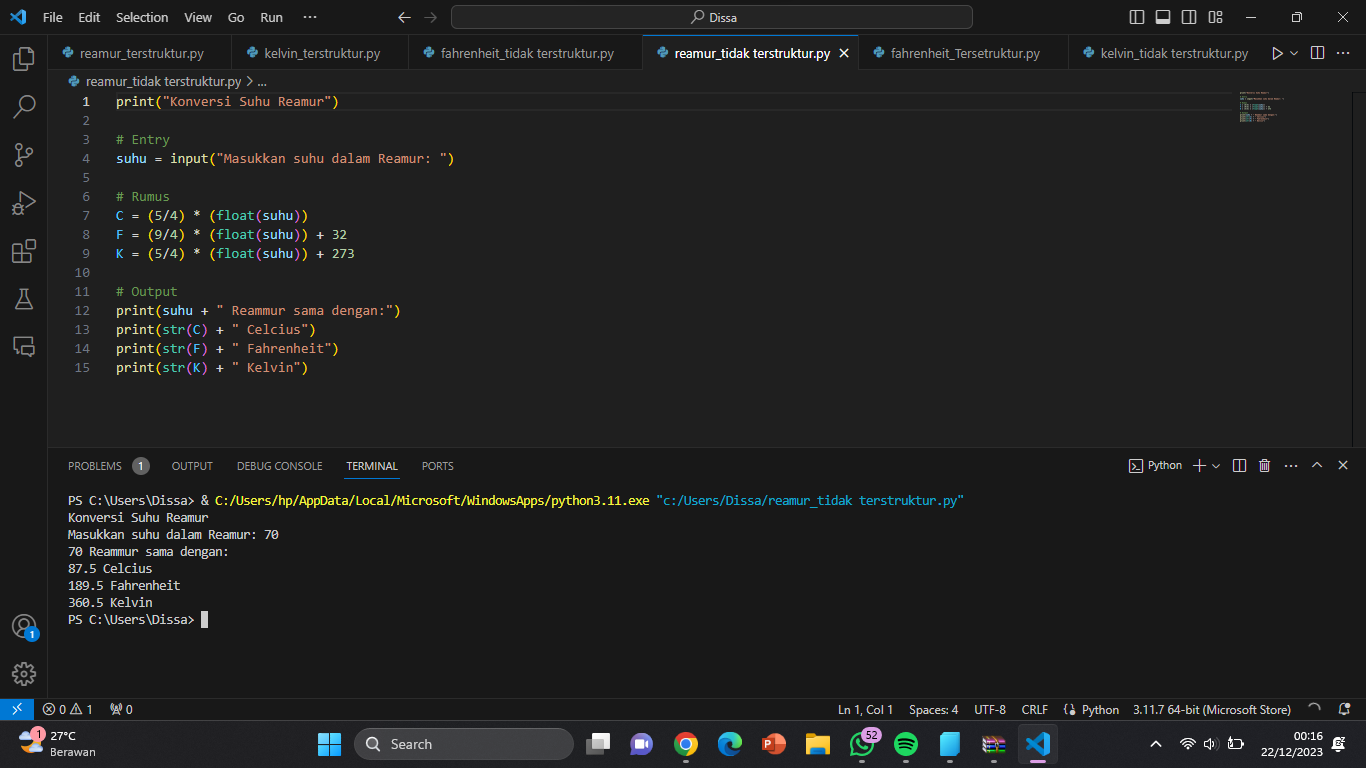 File Edit Selection View Go Run ··· Dissa
reamur_terstruktur.py kelvin_terstruktur.py fahrenheit_tidak terstruktur.py reamur_tidak terstruktur.py fahrenheit_Tersetruktur.py kelvin_tidak terstruktur.py
reamur_tidak terstruktur.py > ...
1 print("Konversi Suhu Reamur")
2
3 # Entry
4 suhu = input("Masukkan suhu dalam Reamur: ")
5
6 # Rumus
7 C = (5/4) * (float(suhu))
8 F = (9/4) * (float(suhu)) + 32
9 K = (5/4) * (float(suhu)) + 273
10
11 # Output
12 print(suhu + " Reammur sama dengan:")
13 print(str(C) + " Celcius")
14 print(str(F) + " Fahrenheit")
15 print(str(K) + " Kelvin")
PROBLEMS 1 OUTPUT DEBUG CONSOLE TERMINAL PORTS Python
PS C:\Users\Dissa> & C:/Users/hp/AppData/Local/Microsoft/WindowsApps/python3.11.exe "c:/Users/Dissa/reamur_tidak terstruktur.py"
Konversi Suhu Reamur
Masukkan suhu dalam Reamur: 70
70 Reammur sama dengan:
87.5 Celcius
189.5 Fahrenheit
360.5 Kelvin
PS C:\Users\Dissa>
1
0 1 0 Ln 1, Col 1 Spaces: 4 UTF-8 CRLF Python 3.11.7 64-bit (Microsoft Store)
1 27°C
Berawan
Search
52
00:16
22/12/2023